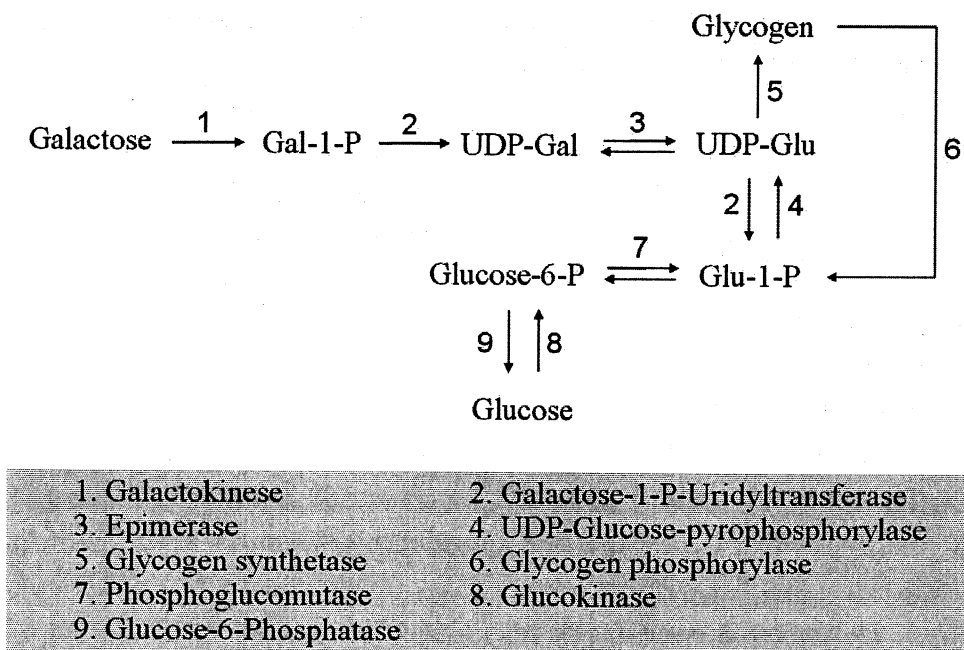 Glycogen
5
Galactose 1 Gal-1-P 2 UDP-Gal 3 UDP-Glu 6
2 4
7
Glucose-6-P Glu-1-P
9 8
Glucose
1. Galactokinese 2. Galactose-1-P-Uridyltransferase
3. Epimerase 4. UDP-Glucose-pyrophosphorylase
5. Glycogen synthetase 6. Glycogen phosphorylase
7. Phosphoglucomutase 8. Glucokinase
9. Glucose-6-Phosphatase